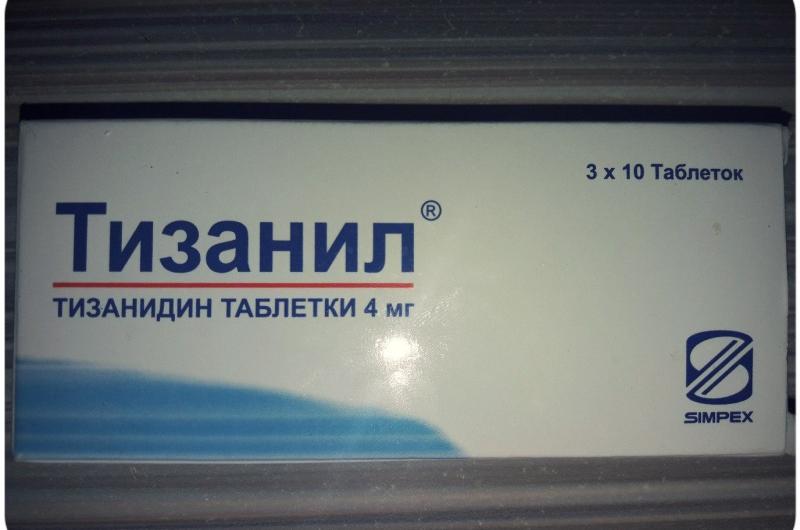 3 x 10 Таблеток
Тизанил®
ТИЗАНИДИН ТАБЛЕТКИ 4 мг
SIMPEX